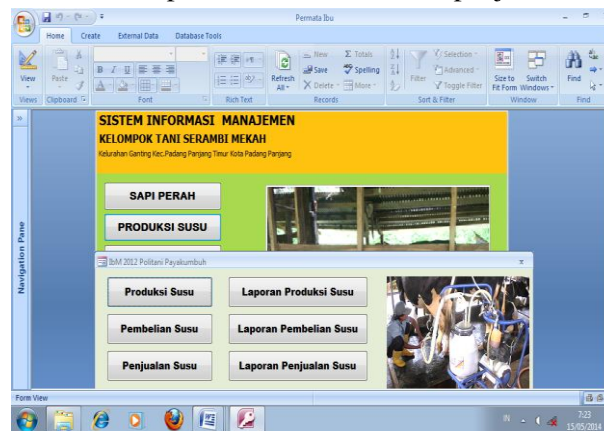 Permata Ibu
Home Create External Data Database Tools
View
Paste
Refresh All
New
Save
Delete
Totals
Spelling
More
Filter
Selection
Advanced
Toggle Filter
Size to Fit Form
Switch Windows
Find
Views Clipboard Font Rich Text Records Sort & Filter Window Find
SISTEM INFORMASI MANAJEMEN
KELOMPOK TANI SERAMBI MEKAH
Kelurahan Ganting Kec.Padang Panjang Timur Kota Padang Panjang
SAPI PERAH
PRODUKSI SUSU
Navigation Pane
IbM 2012 Politani Payakumbuh
Produksi Susu Laporan Produksi Susu
Pembelian Susu Laporan Pembelian Susu
Penjualan Susu Laporan Penjualan Susu
Form View
IN
7:23
15/05/2014